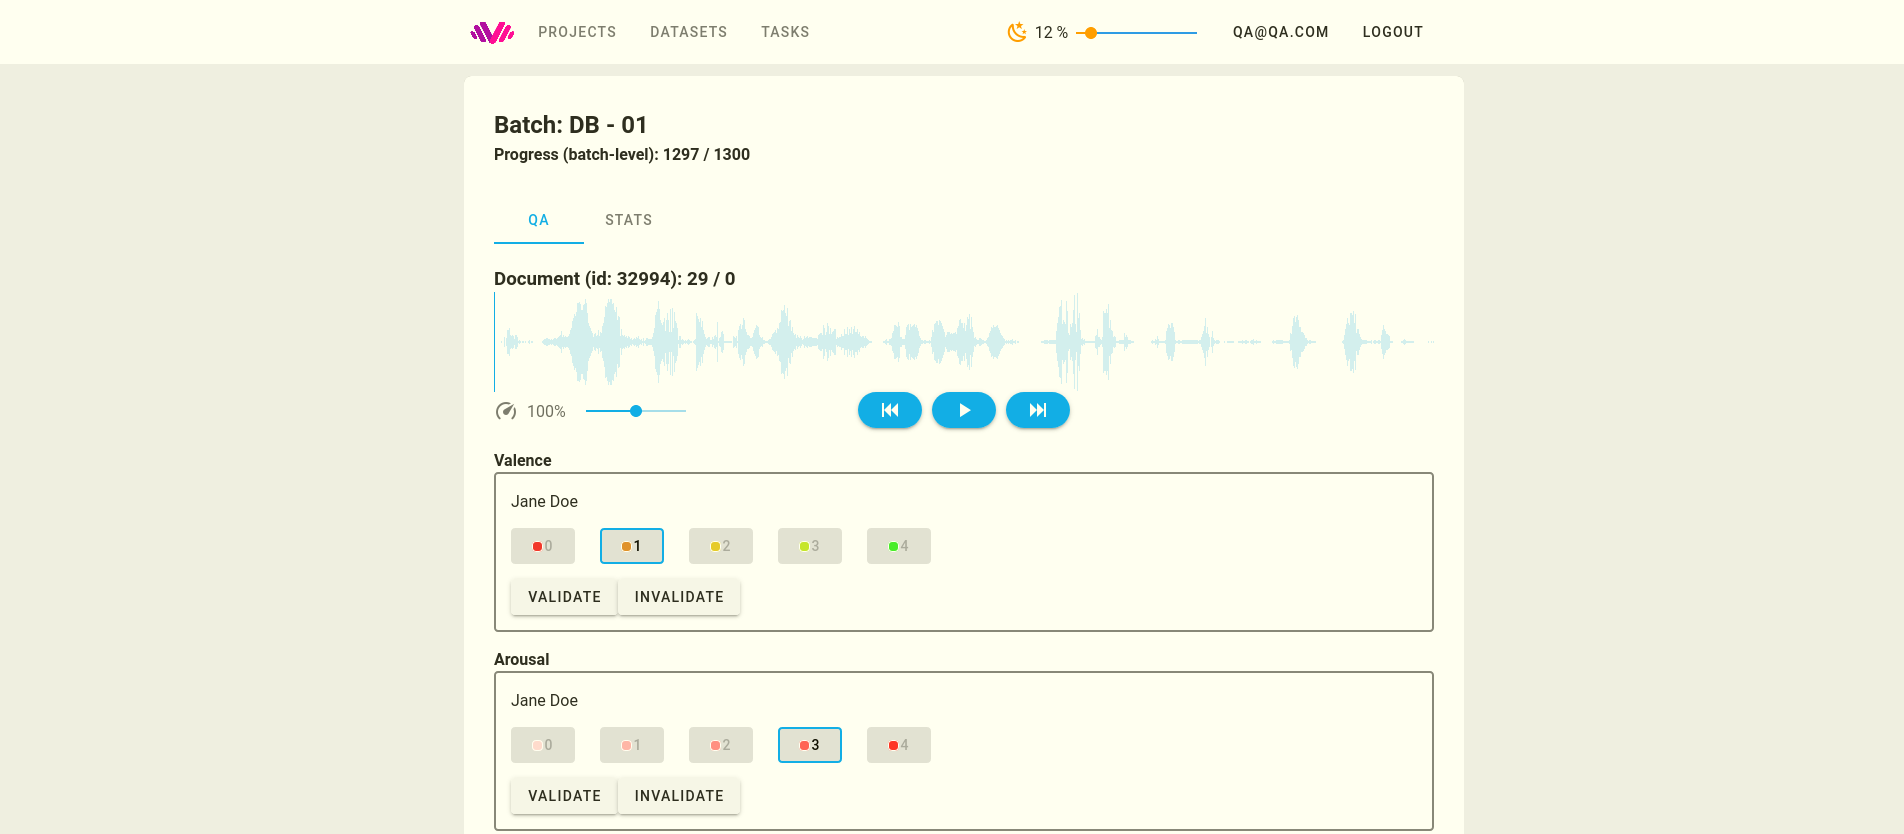 PROJECTS DATASETS TASKS 12 % QA@QA.COM LOGOUT
Batch: DB - 01
Progress (batch-level): 1297 / 1300
QA STATS
Document (id: 32994): 29 / 0
100%
Valence
Jane Doe
0 1 2 3 4
VALIDATE INVALIDATE
Arousal
Jane Doe
0 1 2 3 4
VALIDATE INVALIDATE